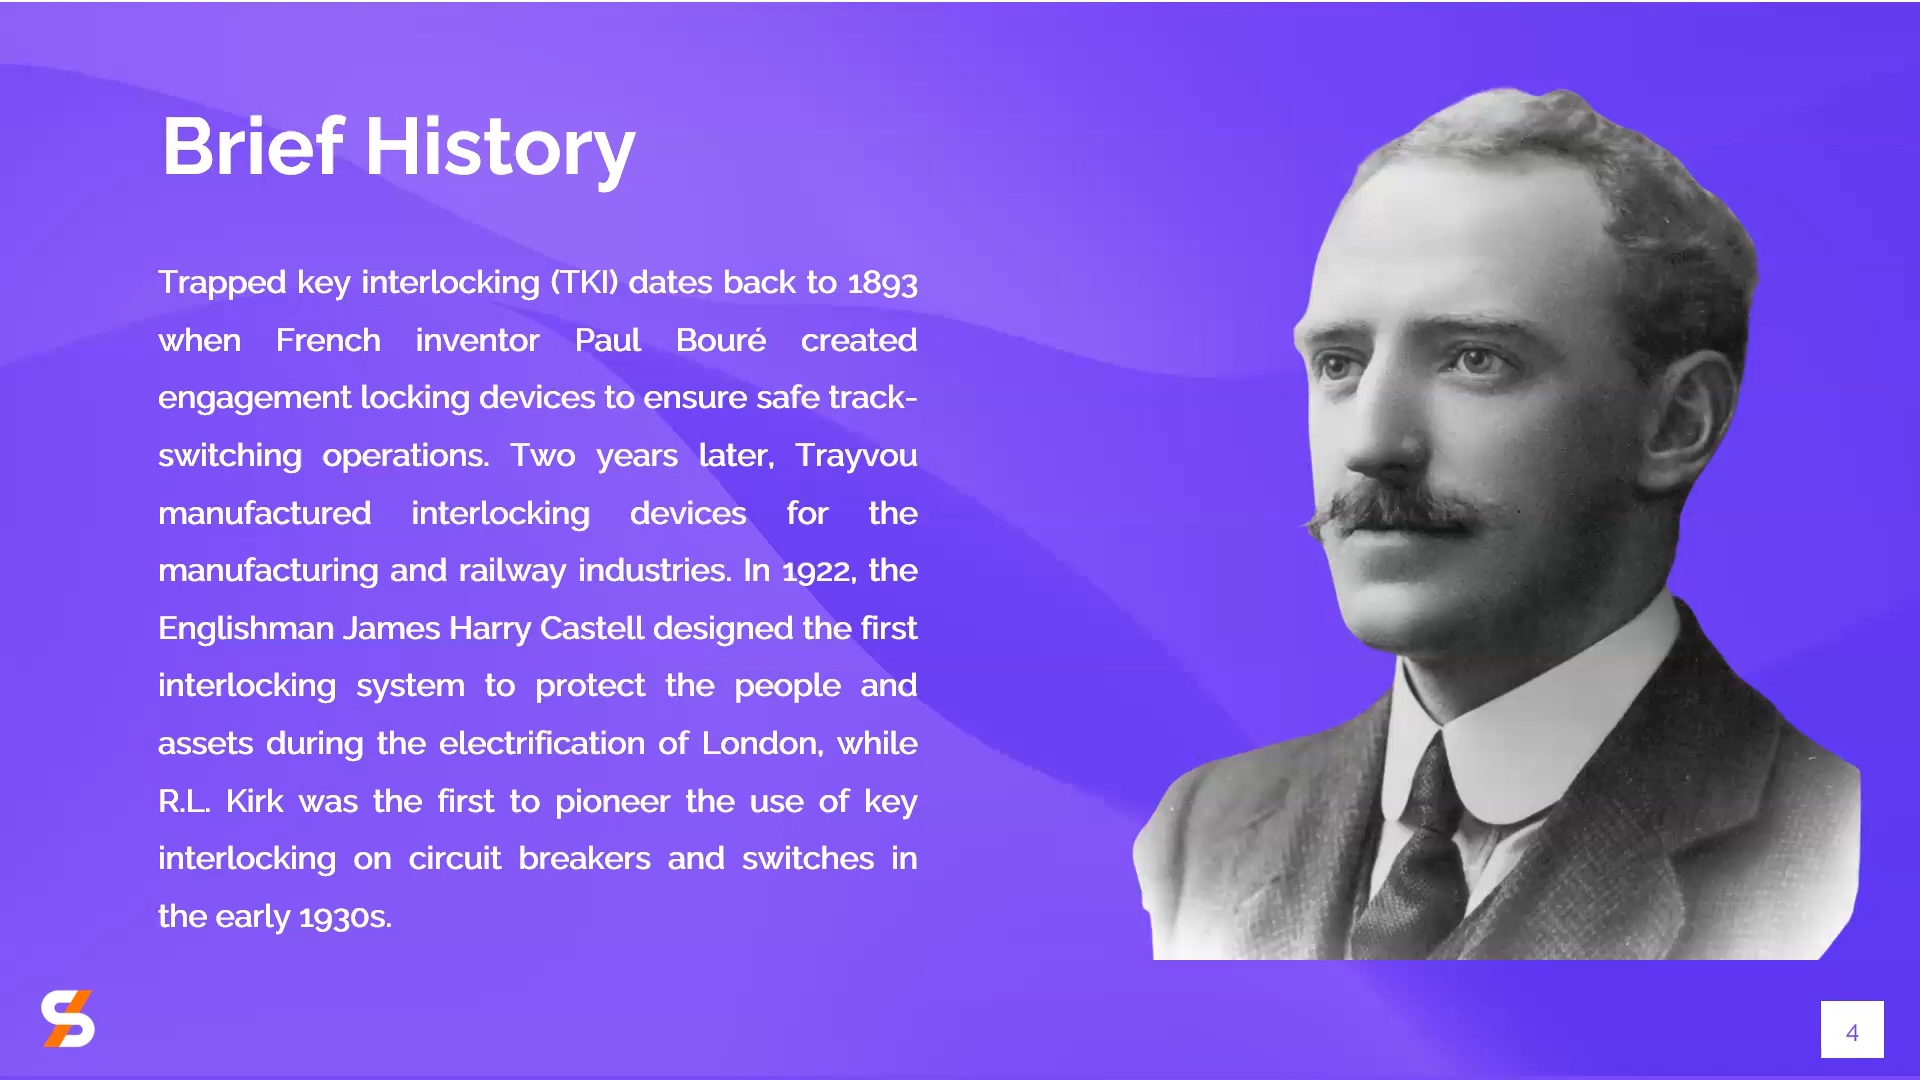 Brief History
Trapped key interlocking (TKI) dates back to 1893
when French inventor Paul Bouré created
engagement locking devices to ensure safe track-
switching operations. Two years later, Trayvou
manufactured interlocking devices for the
manufacturing and railway industries. In 1922, the
Englishman James Harry Castell designed the first
interlocking system to protect the people and
assets during the electrification of London, while
R.L. Kirk was the first to pioneer the use of key
interlocking on circuit breakers and switches in
the early 1930s.
4